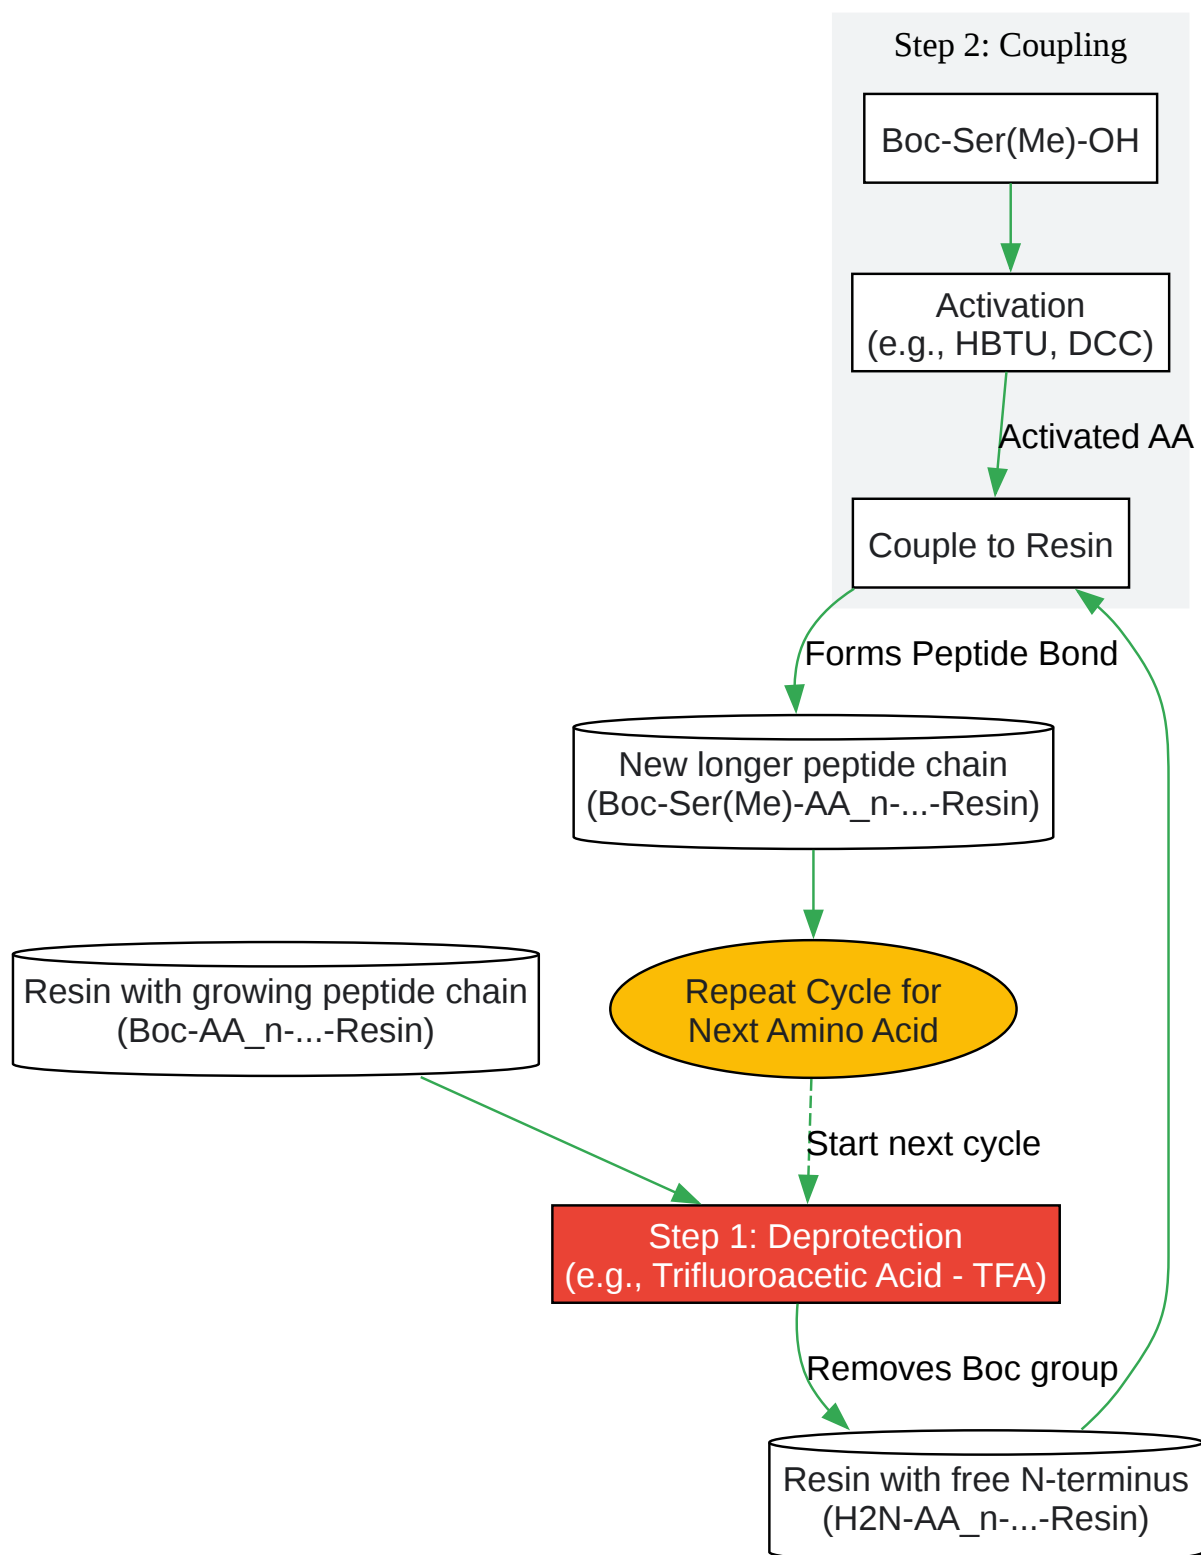 Step 2: Coupling
Boc-Ser(Me)-OH
Activation
(e.g., HBTU, DCC)
Activated AA
Couple to Resin
Forms Peptide Bond
New longer peptide chain
(Boc-Ser(Me)-AA_n-...-Resin)
Resin with growing peptide chain
(Boc-AA_n-...-Resin)
Repeat Cycle for
Next Amino Acid
Start next cycle
Step 1: Deprotection
(e.g., Trifluoroacetic Acid - TFA)
Removes Boc group
Resin with free N-terminus
(H2N-AA_n-...-Resin)